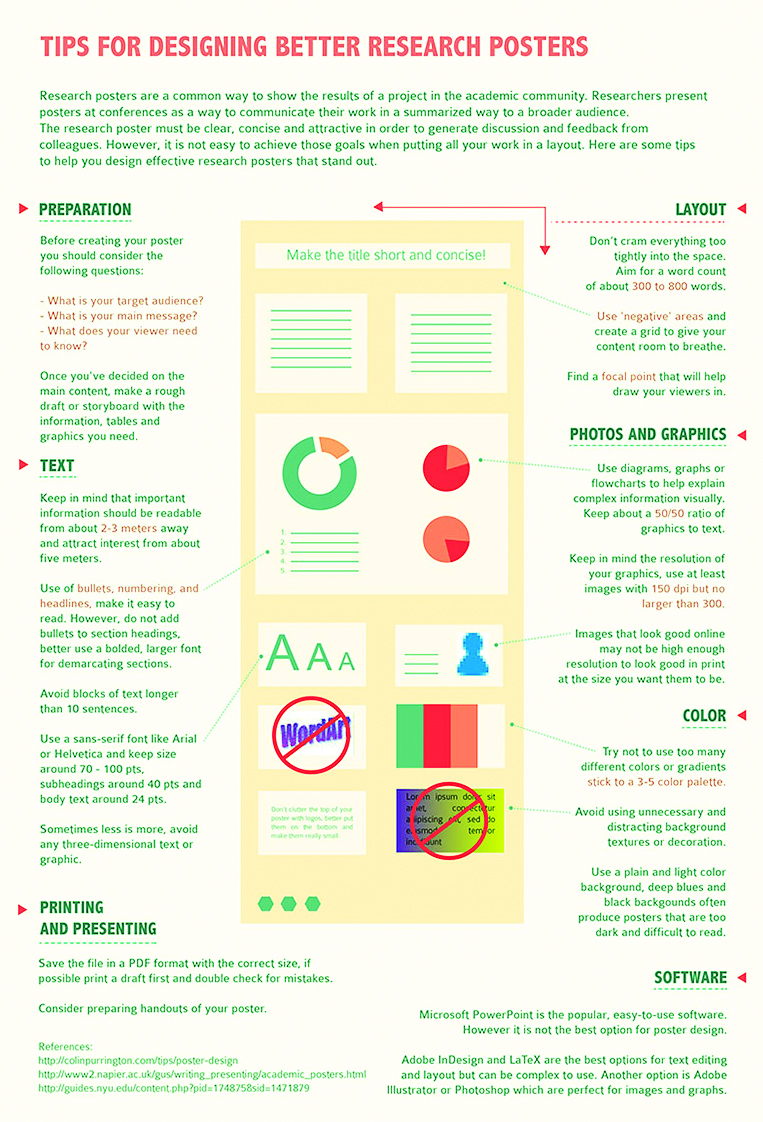 TIPS FOR DESIGNING BETTER RESEARCH POSTERS
Research posters are a common way to show the results of a project in the academic community. Researchers present
posters at conferences as a way to communicate their work in a summarized way to a broader audience.
The research poster must be clear, concise and attractive in order to generate discussion and feedback from
colleagues. However, it is not easy to achieve those goals when putting all your work in a layout. Here are some tips
to help you design effective research posters that stand out.
PREPARATION
Before creating your poster
you should consider the
following questions:
- What is your target audience?
- What is your main message?
- What does your viewer need
to know?
Once you've decided on the
main content, make a rough
draft or storyboard with the
information, tables and
graphics you need.
TEXT
Keep in mind that important
information should be readable
from about 2-3 meters away
and attract interest from about
five meters.
Use of bullets, numbering, and
headlines, make it easy to
read. However, do not add
bullets to section headings,
better use a bolded, larger font
for demarcating sections.
Avoid blocks of text longer
than 10 sentences.
Use a sans-serif font like Arial
or Helvetica and keep size
around 70 - 100 pts,
subheadings around 40 pts and
body text around 24 pts.
Sometimes less is more, avoid
any three-dimensional text or
graphic.
PRINTING
AND PRESENTING
Save the file in a PDF format with the correct size, if
possible print a draft first and double check for mistakes.
Consider preparing handouts of your poster.
References:
http://colinpurrington.com/tips/poster-design
http://www2.napier.ac.uk/gus/writing_presenting/academic_posters.html
http://guides.nyu.edu/content.php?pid=174875&sid=1471879
Make the title short and concise!
1.
2.
3.
4.
5.
A A A
WordArt
Don't clutter the top of your
poster with logos, better put
them on the bottom and
make them really small.
Lorem ipsum dolor sit
amet, consectetur
adipiscing elit, sed do
eiusmod tempor
incididunt
LAYOUT
Don't cram everything too
tightly into the space.
Aim for a word count
of about 300 to 800 words.
Use 'negative' areas and
create a grid to give your
content room to breathe.
Find a focal point that will help
draw your viewers in.
PHOTOS AND GRAPHICS
Use diagrams, graphs or
flowcharts to help explain
complex information visually.
Keep about a 50/50 ratio of
graphics to text.
Keep in mind the resolution of
your graphics, use at least
images with 150 dpi but no
larger than 300.
Images that look good online
may not be high enough
resolution to look good in print
at the size you want them to be.
COLOR
Try not to use too many
different colors or gradients
stick to a 3-5 color palette.
Avoid using unnecessary and
distracting background
textures or decoration.
Use a plain and light color
background, deep blues and
black backgounds often
produce posters that are too
dark and difficult to read.
SOFTWARE
Microsoft PowerPoint is the popular, easy-to-use software.
However it is not the best option for poster design.
Adobe InDesign and LaTeX are the best options for text editing
and layout but can be complex to use. Another option is Adobe
Illustrator or Photoshop which are perfect for images and graphs.